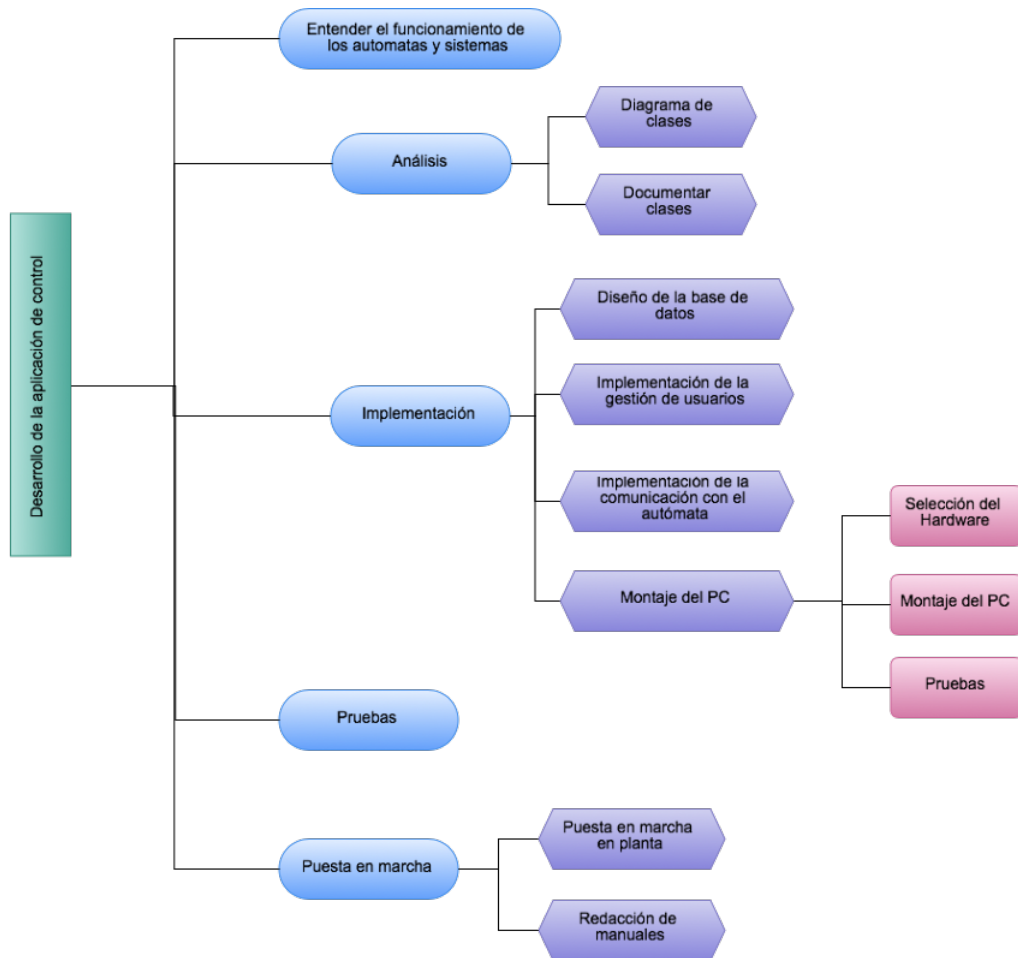 Desarrollo de la aplicación de control
Entender el funcionamiento de
los automatas y sistemas
Análisis
Diagrama de
clases
Documentar
clases
Implementación
Diseño de la base de
datos
Implementación de la
gestión de usuarios
Implementación de la
comunicación con el
autómata
Montaje del PC
Selección del
Hardware
Montaje del PC
Pruebas
Pruebas
Puesta en marcha
Puesta en marcha
en planta
Redacción de
manuales